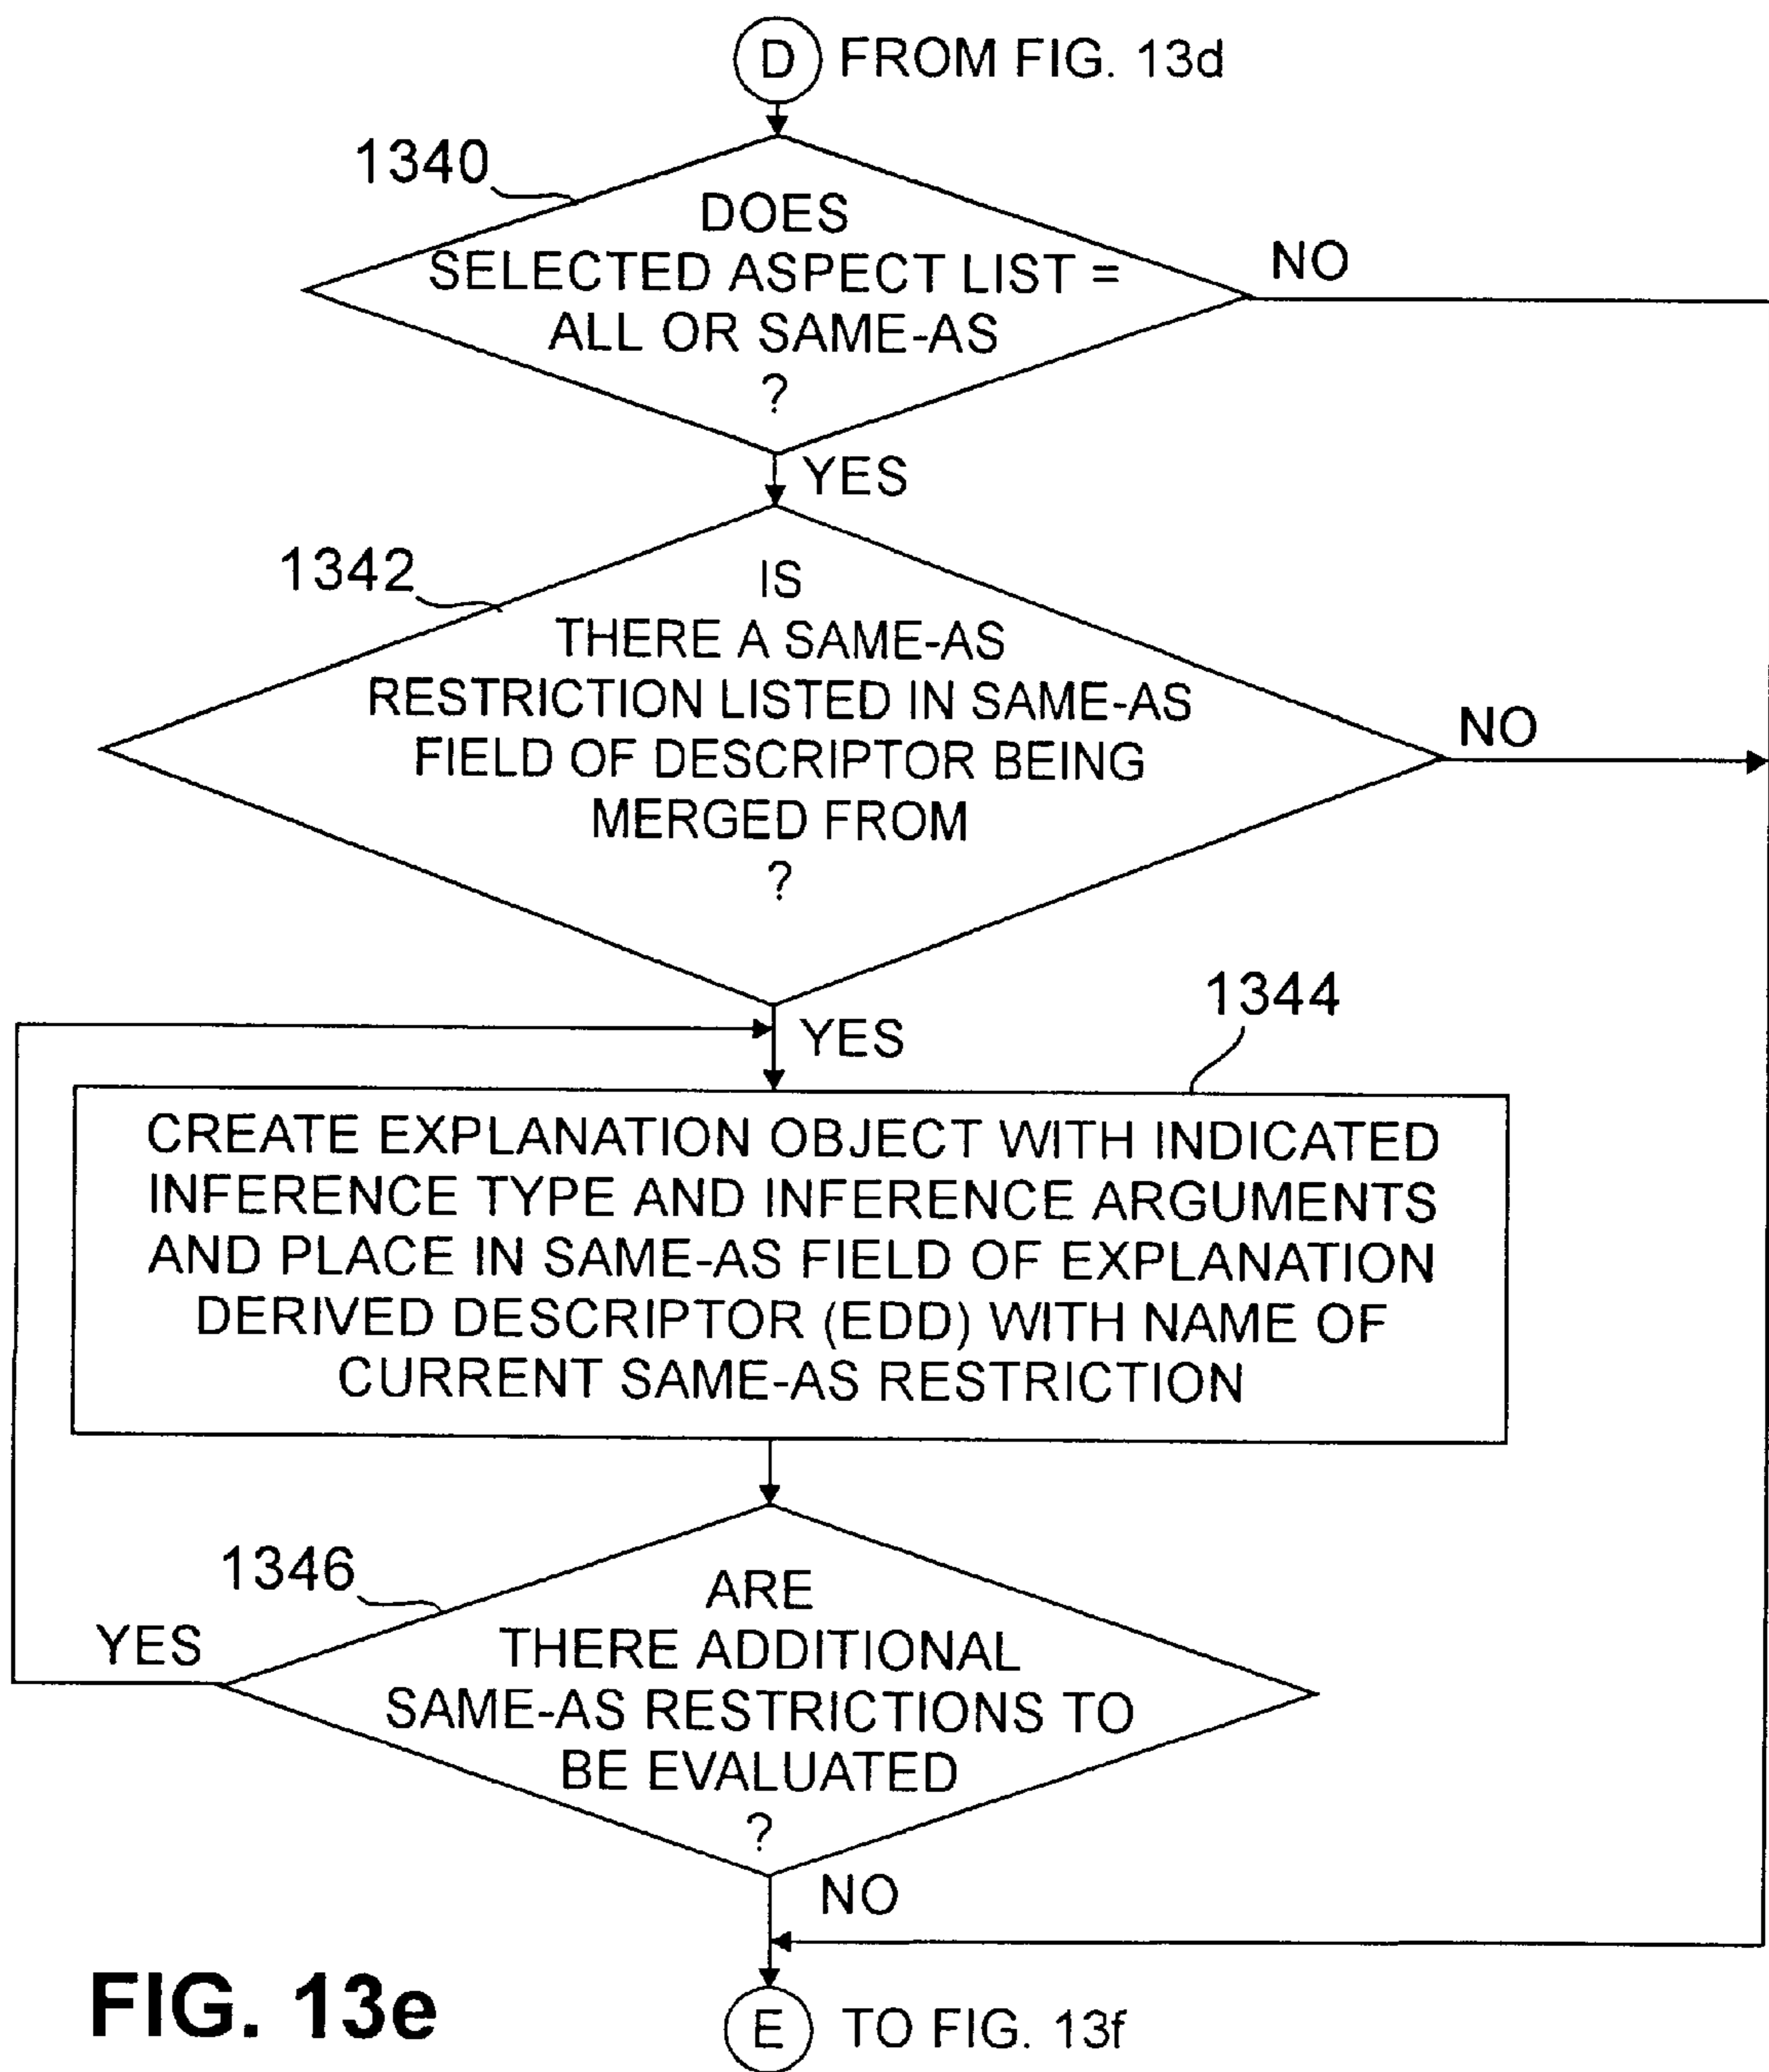 D FROM FIG. 13d
1340
DOES
SELECTED ASPECT LIST =
ALL OR SAME-AS
?
NO
YES
1342
IS
THERE A SAME-AS
RESTRICTION LISTED IN SAME-AS
FIELD OF DESCRIPTOR BEING
MERGED FROM
?
NO
YES
1344
CREATE EXPLANATION OBJECT WITH INDICATED
INFERENCE TYPE AND INFERENCE ARGUMENTS
AND PLACE IN SAME-AS FIELD OF EXPLANATION
DERIVED DESCRIPTOR (EDD) WITH NAME OF
CURRENT SAME-AS RESTRICTION
1346
ARE
THERE ADDITIONAL
SAME-AS RESTRICTIONS TO
BE EVALUATED
?
YES
NO
FIG. 13e
E TO FIG. 13f